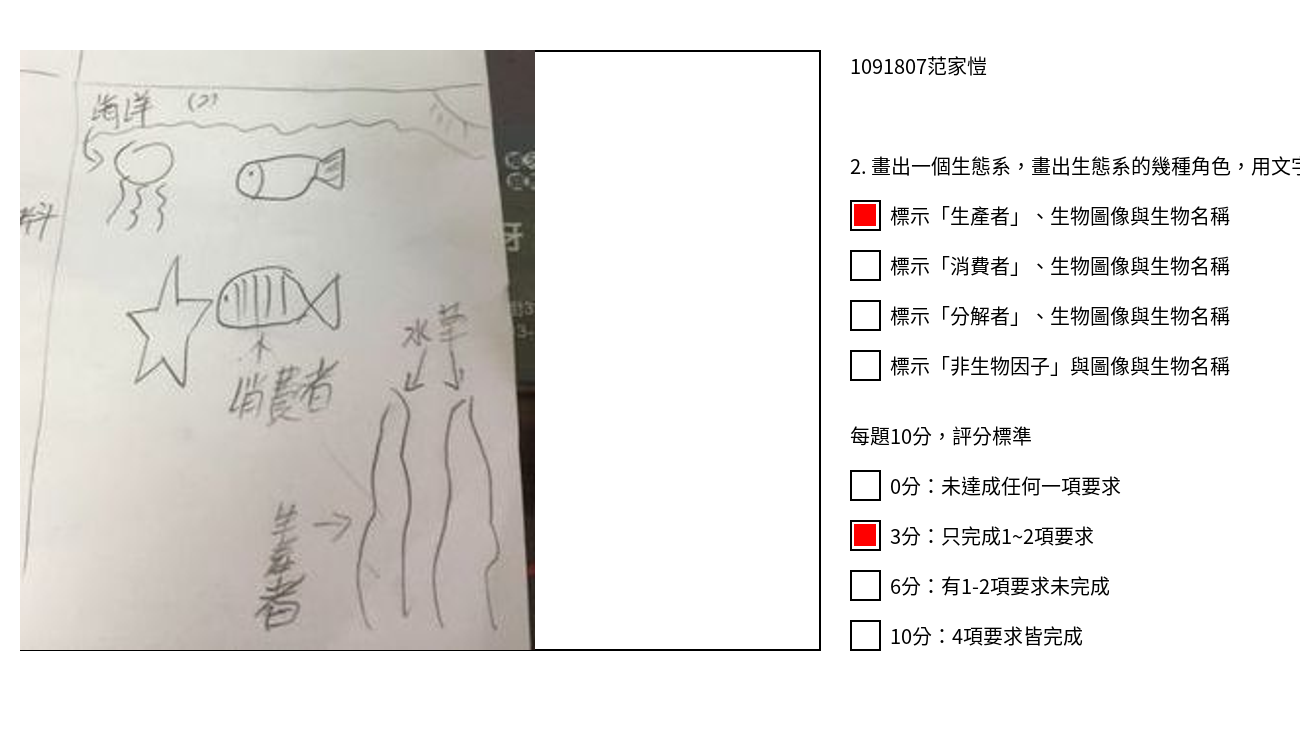 海洋 (2)
料
水草
消費者
生產者
牙
1091807范家愷
2. 畫出一個生態系，畫出生態系的幾種角色，用文字
標示「生產者」、生物圖像與生物名稱
標示「消費者」、生物圖像與生物名稱
標示「分解者」、生物圖像與生物名稱
標示「非生物因子」與圖像與生物名稱
每題10分，評分標準
0分：未達成任何一項要求
3分：只完成1~2項要求
6分：有1-2項要求未完成
10分：4項要求皆完成